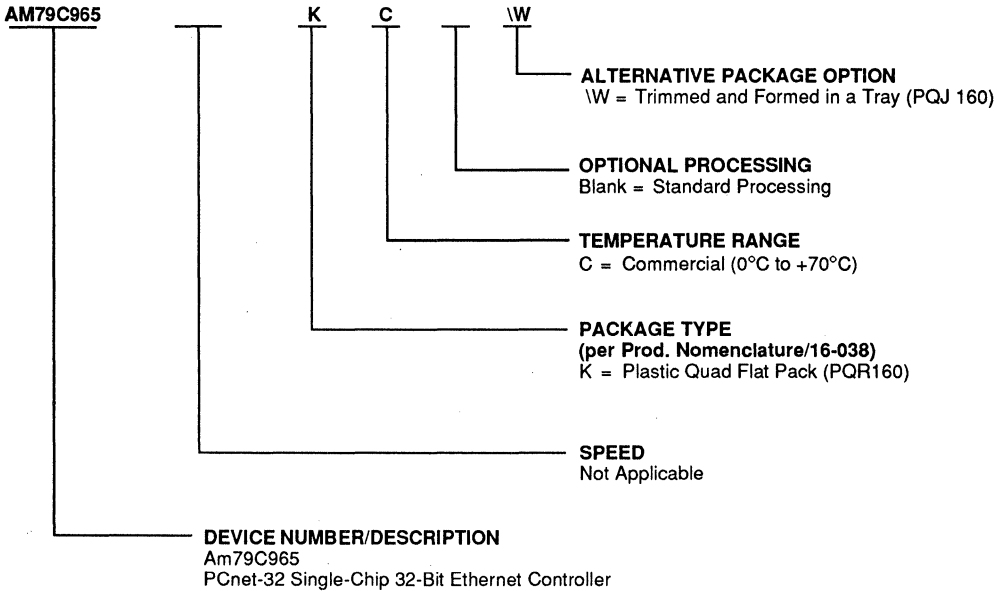 AM79C965 K C \W
ALTERNATIVE PACKAGE OPTION
\W = Trimmed and Formed in a Tray (PQJ 160)
OPTIONAL PROCESSING
Blank = Standard Processing
TEMPERATURE RANGE
C = Commercial (0°C to +70°C)
PACKAGE TYPE
(per Prod. Nomenclature/16-038)
K = Plastic Quad Flat Pack (PQR160)
SPEED
Not Applicable
DEVICE NUMBER/DESCRIPTION
Am79C965
PCnet-32 Single-Chip 32-Bit Ethernet Controller